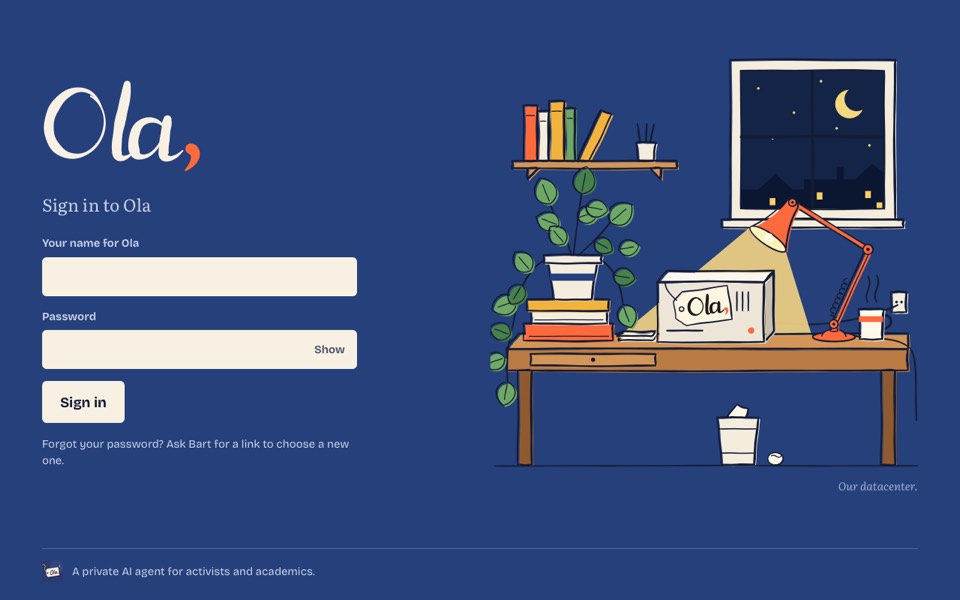 Ola,
Sign in to Ola
Your name for Ola
Password
Show
Sign in
Forgot your password? Ask Bart for a link to choose a new
one.
Ola,
Our datacenter.
Ola
A private AI agent for activists and academics.